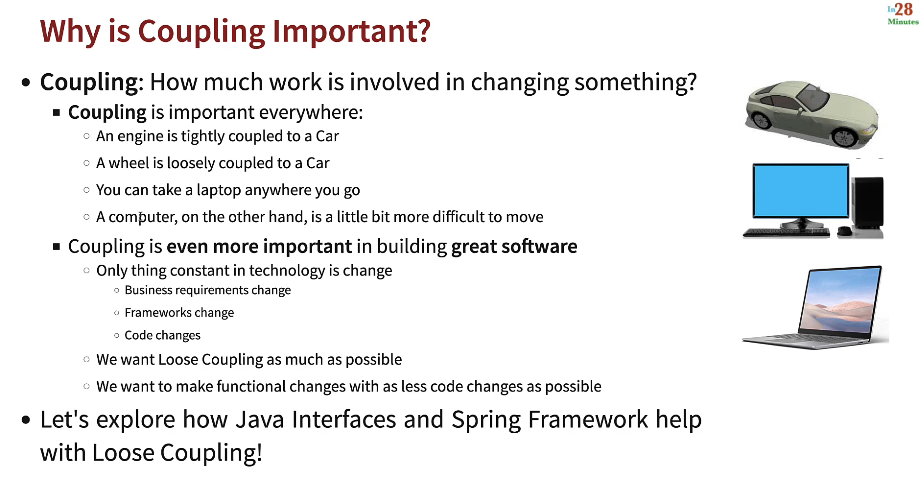 In28
Minutes
Why is Coupling Important?
Coupling: How much work is involved in changing something?
Coupling is important everywhere:
An engine is tightly coupled to a Car
A wheel is loosely coupled to a Car
You can take a laptop anywhere you go
A computer, on the other hand, is a little bit more difficult to move
Coupling is even more important in building great software
Only thing constant in technology is change
Business requirements change
Frameworks change
Code changes
We want Loose Coupling as much as possible
We want to make functional changes with as less code changes as possible
Let's explore how Java Interfaces and Spring Framework help
with Loose Coupling!